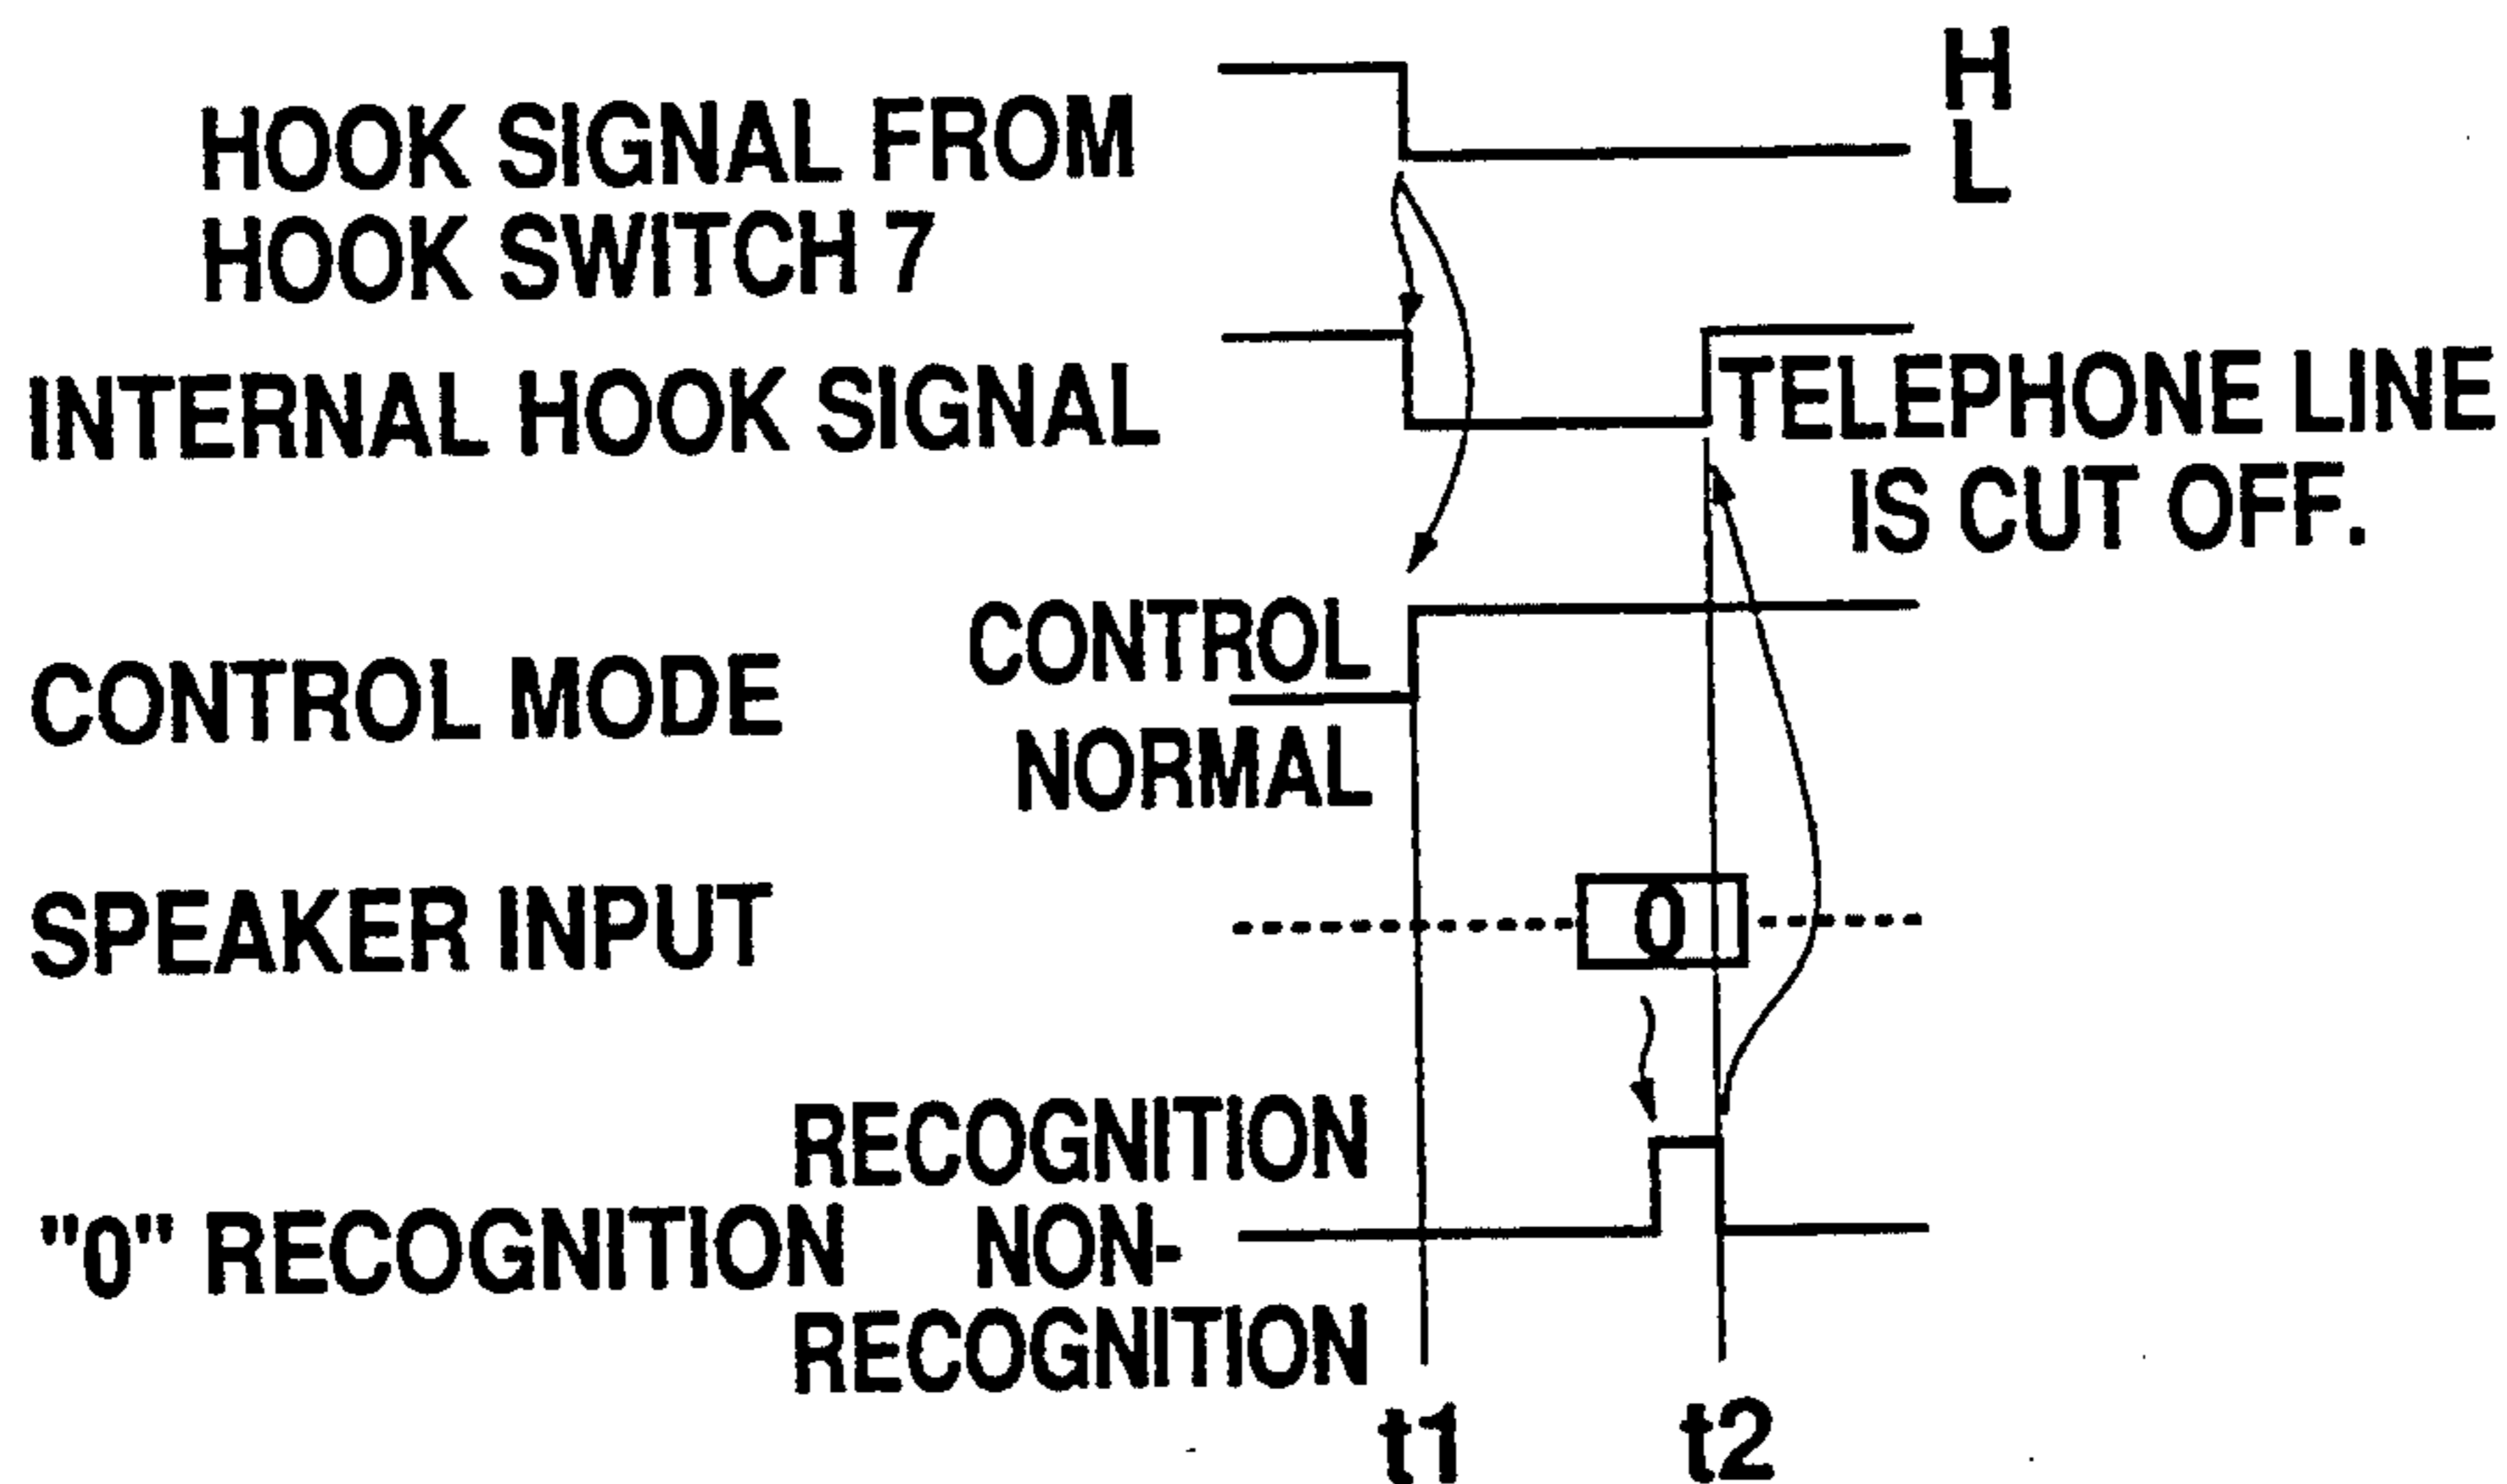 H
L
HOOK SIGNAL FROM
HOOK SWITCH 7
INTERNAL HOOK SIGNAL
TELEPHONE LINE
IS CUT OFF.
CONTROL MODE
CONTROL
NORMAL
SPEAKER INPUT
0
RECOGNITION
"0" RECOGNITION NON-
RECOGNITION
t1 t2